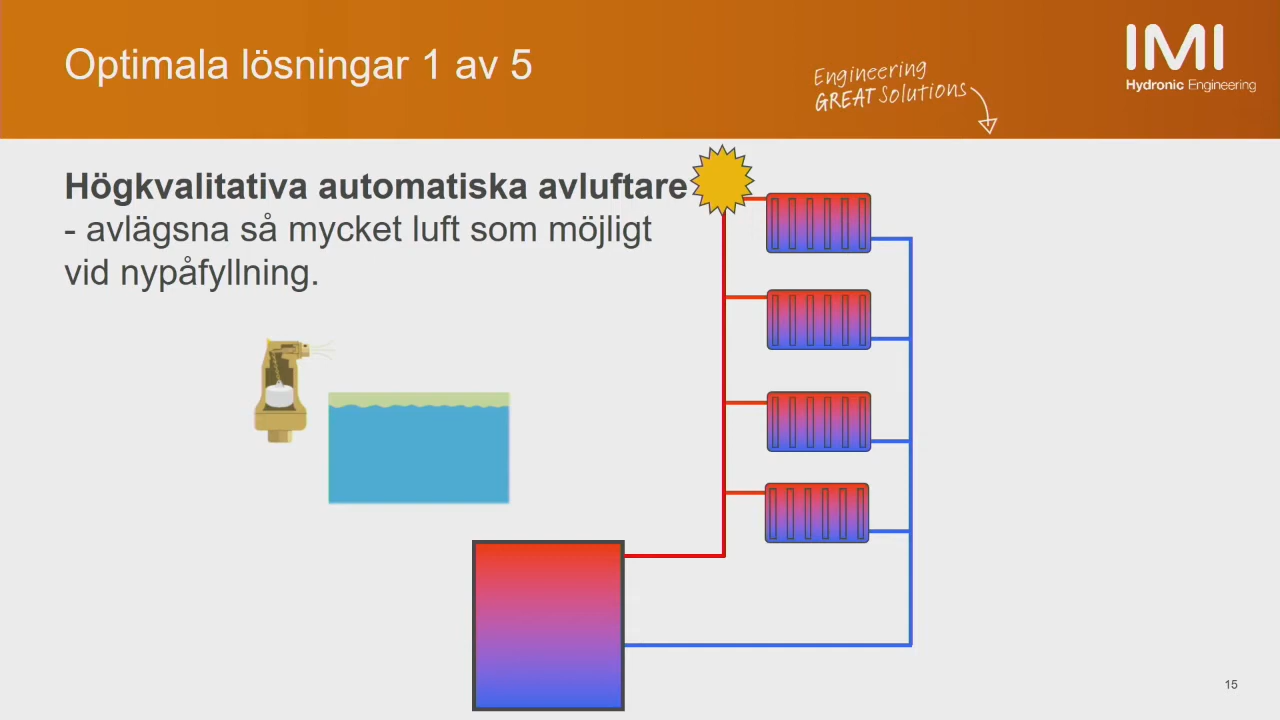 Optimala lösningar 1 av 5
Engineering
GREAT Solutions
IMI
Hydronic Engineering
Högkvalitativa automatiska avluftare
- avlägsna så mycket luft som möjligt
vid nypåfyllning.
15